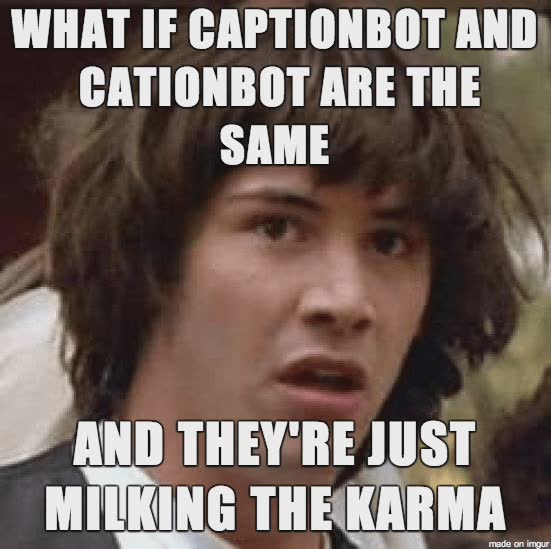 WHAT IF CAPTIONBOT AND
CATIONBOT ARE THE
SAME
AND THEY'RE JUST
MILKING THE KARMA
made on imgur